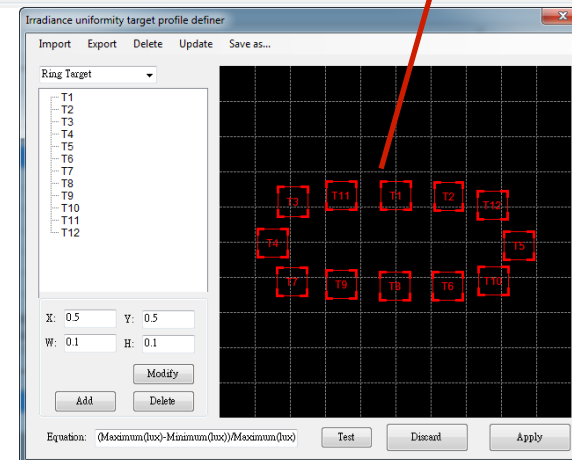 Irradiance uniformity target profile definer
Import Export Delete Update Save as...
Ring Target
T1
T2
T3
T4
T5
T6
T7
T8
T9
T10
T11
T12
T3 T11 T1 T2 T12
T4 T5
T7 T9 T8 T6 T10
X: 0.5 Y: 0.5
W: 0.1 H: 0.1
Modify
Add Delete
Equation: (Maximum(lux)-Minimum(lux))/Maximum(lux) Test Discard Apply